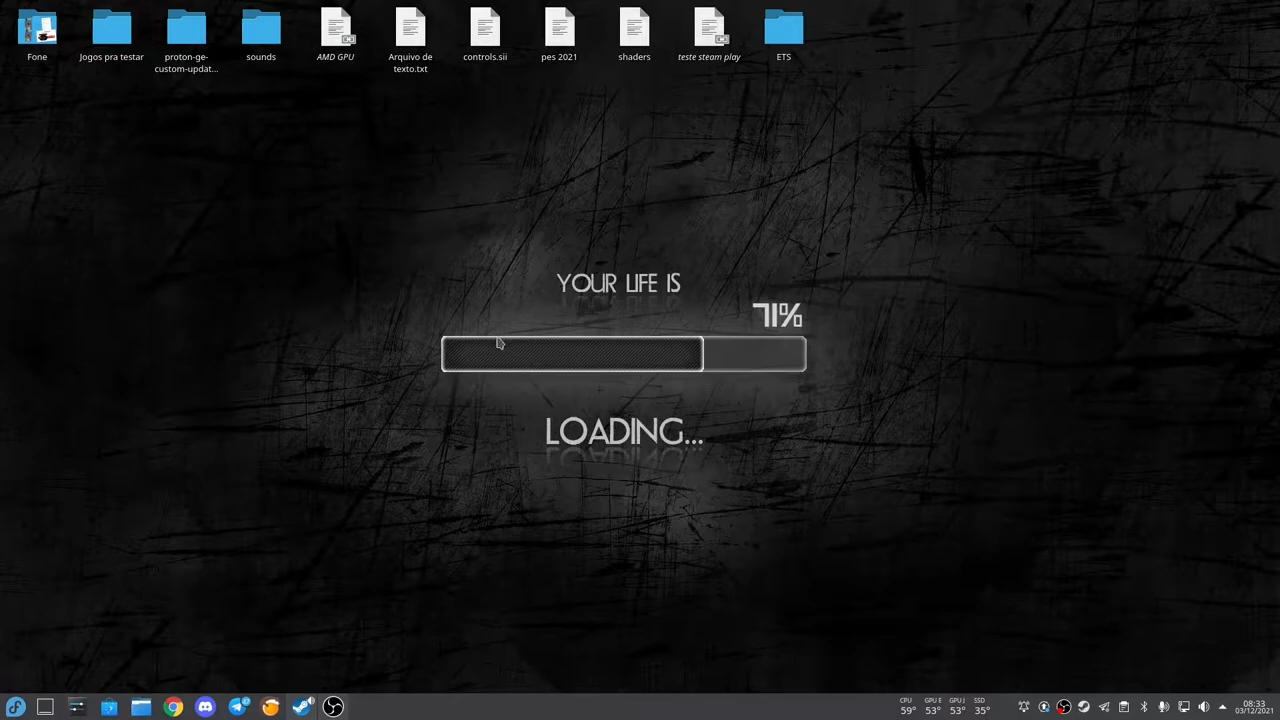 Fone
Jogos pra testar
proton-ge-
custom-updat...
sounds
AMD GPU
Arquivo de
texto.txt
controls.sii
pes 2021
shaders
teste steam play
ETS
YOUR LIFE IS
71%
LOADING...
CPU
59°
GPU E
53°
GPU J
53°
SSD
35°
08:33
03/12/2021